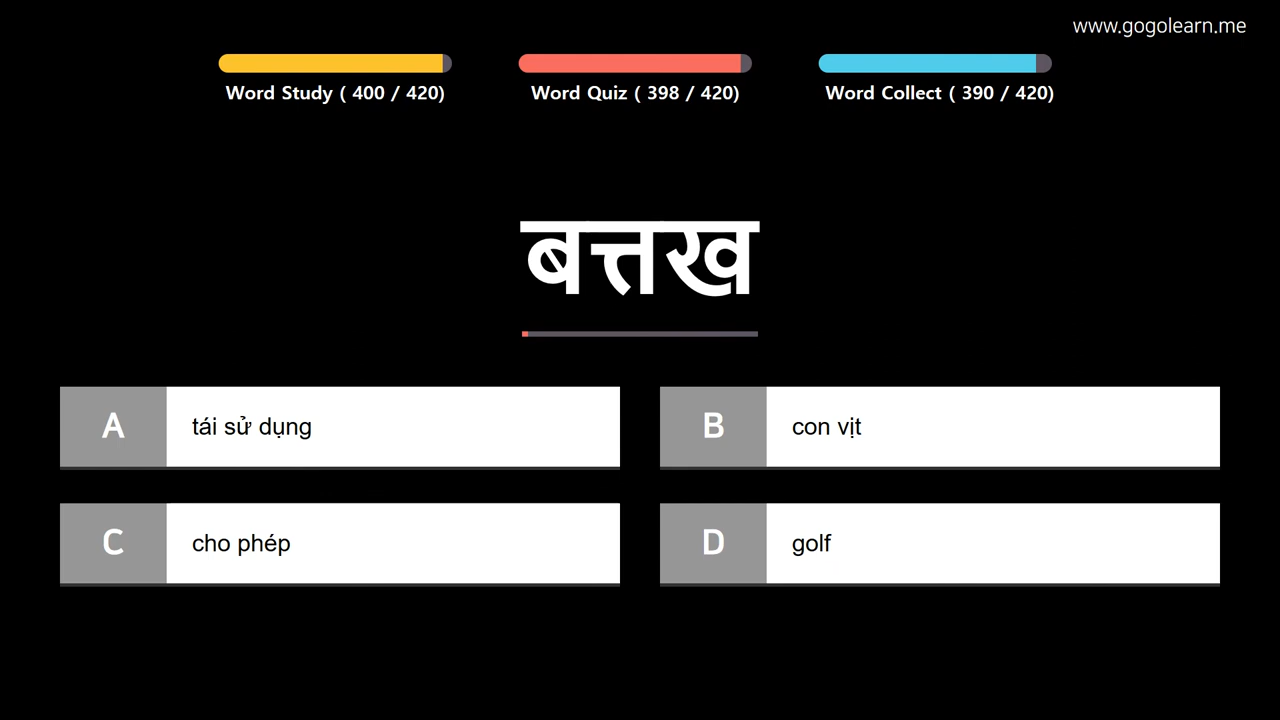 www.gogolearn.me
Word Study ( 400 / 420)
Word Quiz ( 398 / 420)
Word Collect ( 390 / 420)
बत्तख
A tái sử dụng
B con vịt
C cho phép
D golf